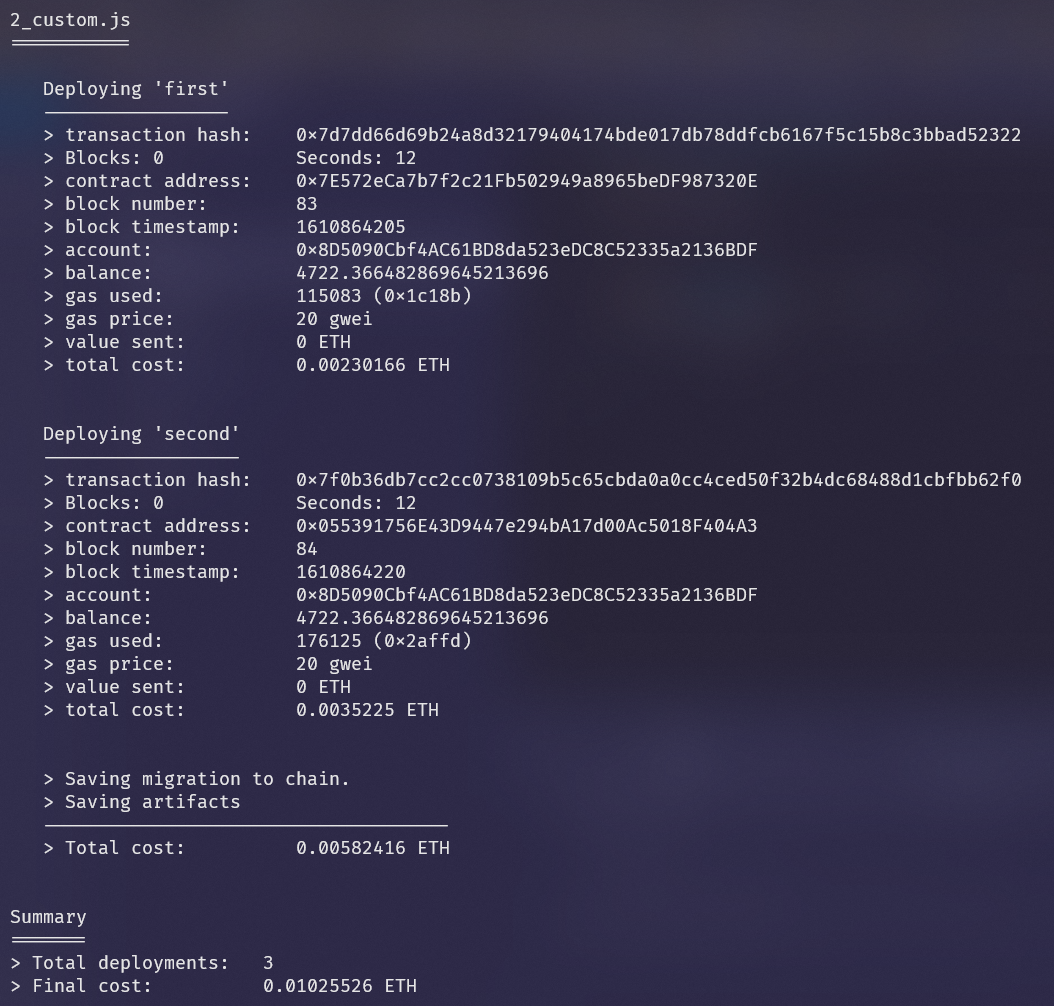 2_custom.js
===========
Deploying 'first'
-----------------
> transaction hash:    0x7d7dd66d69b24a8d32179404174bde017db78ddfcb6167f5c15b8c3bbad52322
> Blocks: 0            Seconds: 12
> contract address:    0x7E572eCa7b7f2c21Fb502949a8965beDF987320E
> block number:        83
> block timestamp:     1610864205
> account:             0x8D5090Cbf4AC61BD8da523eDC8C52335a2136BDF
> balance:             4722.366482869645213696
> gas used:            115083 (0x1c18b)
> gas price:           20 gwei
> value sent:          0 ETH
> total cost:          0.00230166 ETH
Deploying 'second'
------------------
> transaction hash:    0x7f0b36db7cc2cc0738109b5c65cbda0a0cc4ced50f32b4dc68488d1cbfbb62f0
> Blocks: 0            Seconds: 12
> contract address:    0x055391756E43D9447e294bA17d00Ac5018F404A3
> block number:        84
> block timestamp:     1610864220
> account:             0x8D5090Cbf4AC61BD8da523eDC8C52335a2136BDF
> balance:             4722.366482869645213696
> gas used:            176125 (0x2affd)
> gas price:           20 gwei
> value sent:          0 ETH
> total cost:          0.0035225 ETH
> Saving migration to chain.
> Saving artifacts
-------------------------------------
> Total cost:          0.00582416 ETH
Summary
=======
> Total deployments:   3
> Final cost:          0.01025526 ETH